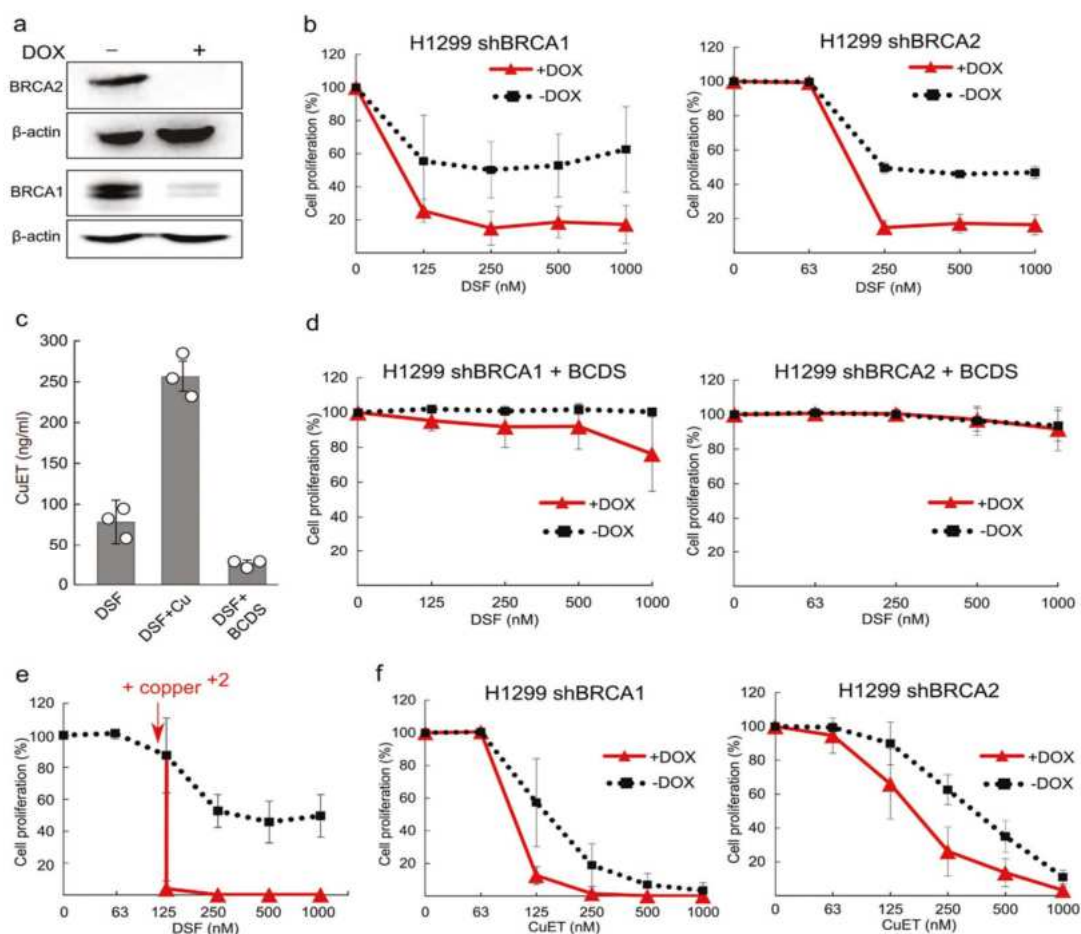 a
DOX
–
+
BRCA2
β-actin
BRCA1
β-actin
b
H1299 shBRCA1
+DOX
-DOX
Cell proliferation (%)
120
100
80
60
40
20
0
125
250
500
1000
DSF (nM)
H1299 shBRCA2
+DOX
-DOX
Cell proliferation (%)
120
100
80
60
40
20
0
63
250
500
1000
DSF (nM)
c
CuET (ng/ml)
300
250
200
150
100
50
0
DSF
DSF+Cu
DSF+
BCDS
d
H1299 shBRCA1 + BCDS
Cell proliferation (%)
120
100
80
60
40
20
+DOX
-DOX
0
125
250
500
1000
DSF (nM)
H1299 shBRCA2 + BCDS
Cell proliferation (%)
120
100
80
60
40
20
+DOX
-DOX
0
63
250
500
1000
DSF (nM)
e
+ copper +2
Cell proliferation (%)
120
100
80
60
40
20
0
63
125
250
500
1000
DSF (nM)
f
H1299 shBRCA1
+DOX
-DOX
Cell proliferation (%)
120
100
80
60
40
20
0
63
125
250
500
1000
CuET (nM)
H1299 shBRCA2
+DOX
-DOX
Cell proliferation (%)
120
100
80
60
40
20
0
63
125
250
500
1000
CuET (nM)